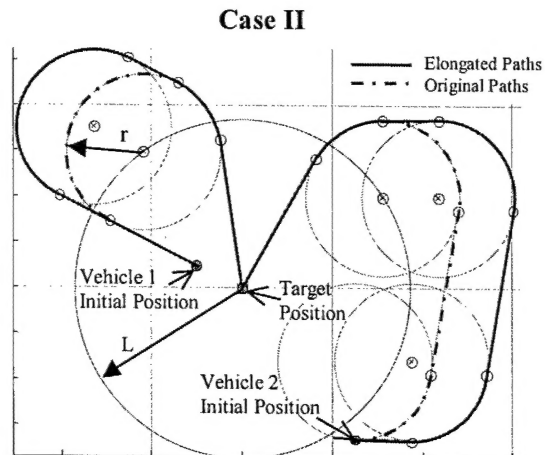 Case II
Elongated Paths
Original Paths
r
Vehicle 1
Initial Position
Target
Position
L
Vehicle 2
Initial Position